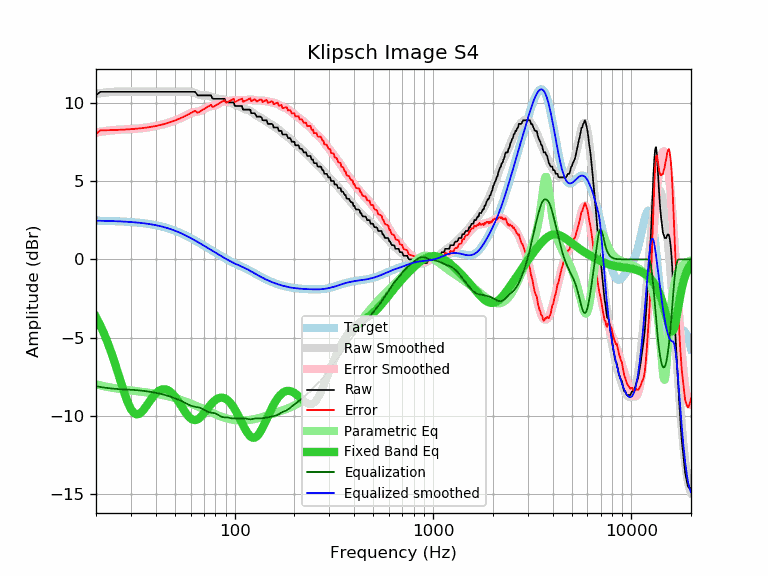 Klipsch Image S4
Amplitude (dBr)
10
5
0
−5
−10
−15
Target
Raw Smoothed
Error Smoothed
Raw
Error
Parametric Eq
Fixed Band Eq
Equalization
Equalized smoothed
100
1000
10000
Frequency (Hz)